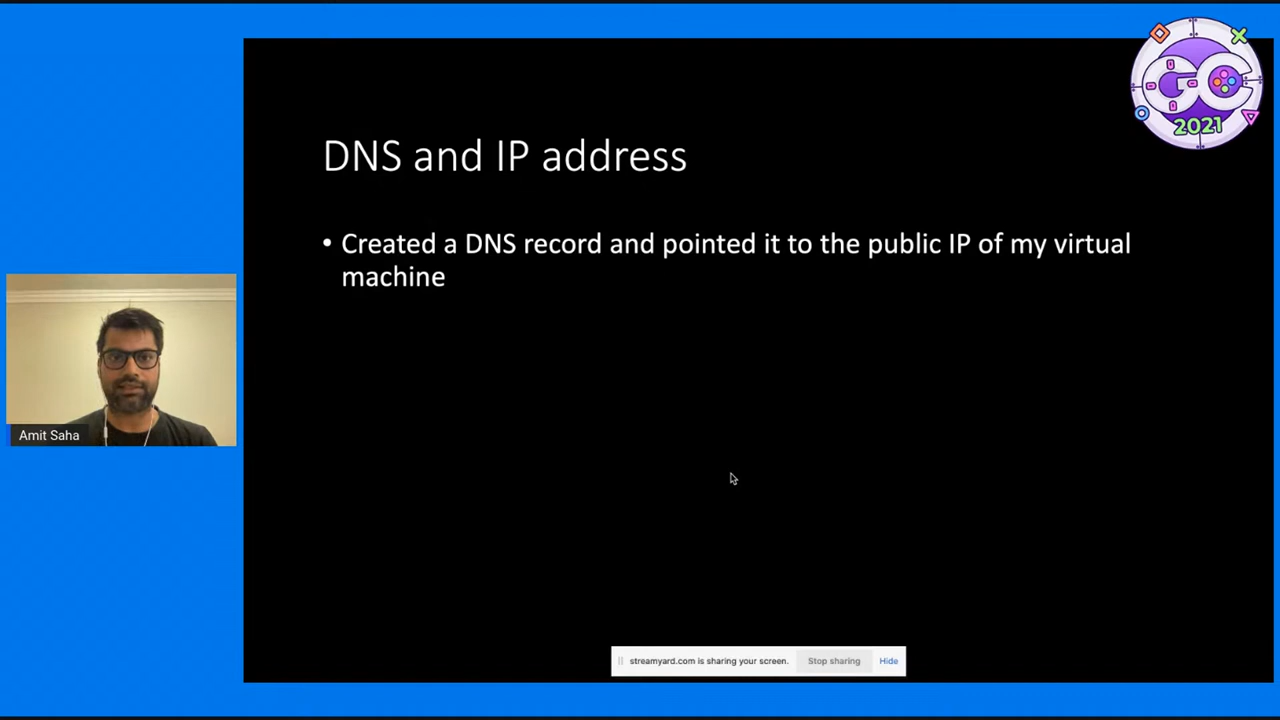 GC
2021
DNS and IP address
• Created a DNS record and pointed it to the public IP of my virtual
machine
Amit Saha
streamyard.com is sharing your screen.
Stop sharing
Hide